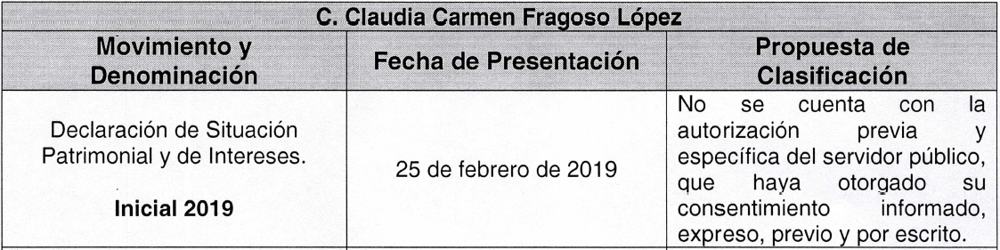 C. Claudia Carmen Fragoso López
Movimiento y
Denominación
Fecha de Presentación
Propuesta de
Clasificación
Declaración de Situación
Patrimonial y de Intereses.
Inicial 2019
25 de febrero de 2019
No se cuenta con la
autorización previa y
específica del servidor público,
que haya otorgado su
consentimiento informado,
expreso, previo y por escrito.